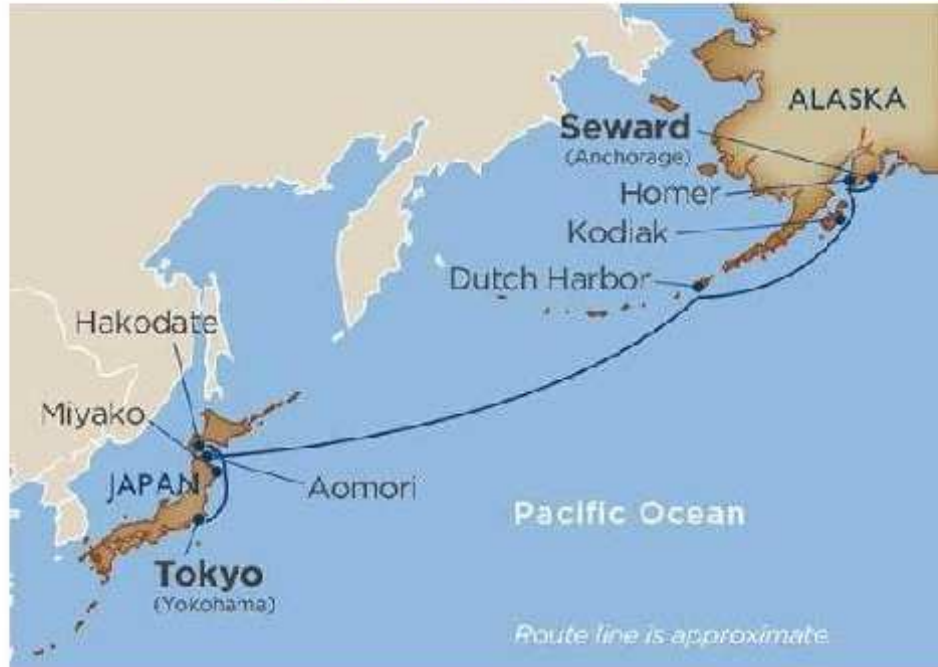 ALASKA
Seward
(Anchorage)
Homer
Kodiak
Dutch Harbor
Hakodate
Miyako
JAPAN
Aomori
Pacific Ocean
Tokyo
(Yokohama)
Route line is approximate